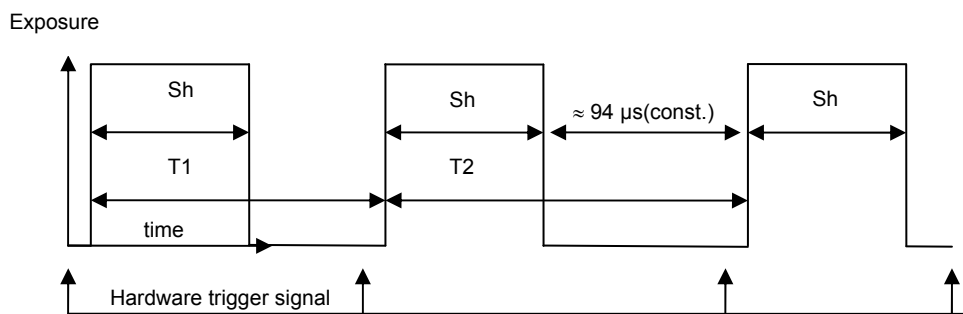 Exposure
Sh
Sh
Sh
≈ 94 µs(const.)
T1
T2
time
Hardware trigger signal